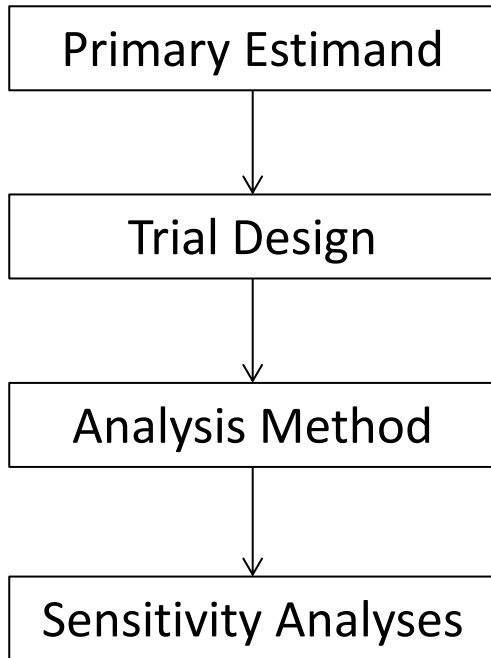 Primary Estimand
Trial Design
Analysis Method
Sensitivity Analyses